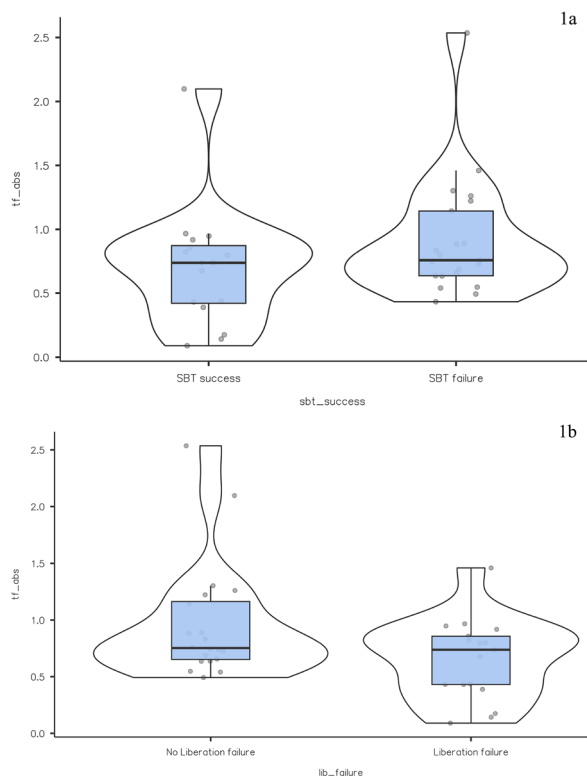 1a
2.5
2.0
1.5
tf_abs
1.0
0.5
0.0
SBT success SBT failure
sbt_success
1b
2.5
2.0
1.5
tf_abs
1.0
0.5
0.0
No Liberation failure Liberation failure
lib_failure